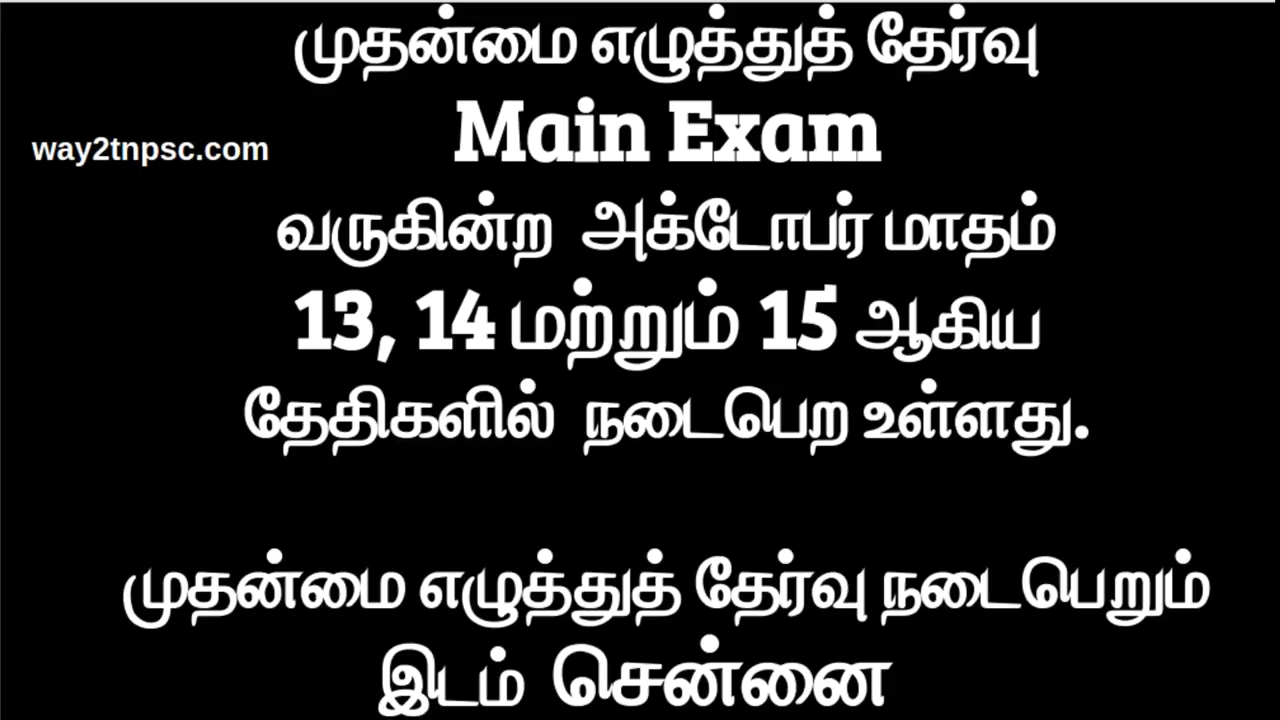 முதன்மை எழுத்துத் தேர்வு
Main Exam
way2tnpsc.com
வருகின்ற அக்டோபர் மாதம்
13, 14 மற்றும் 15 ஆகிய
தேதிகளில் நடைபெற உள்ளது.
முதன்மை எழுத்துத் தேர்வு நடைபெறும்
இடம் சென்னை